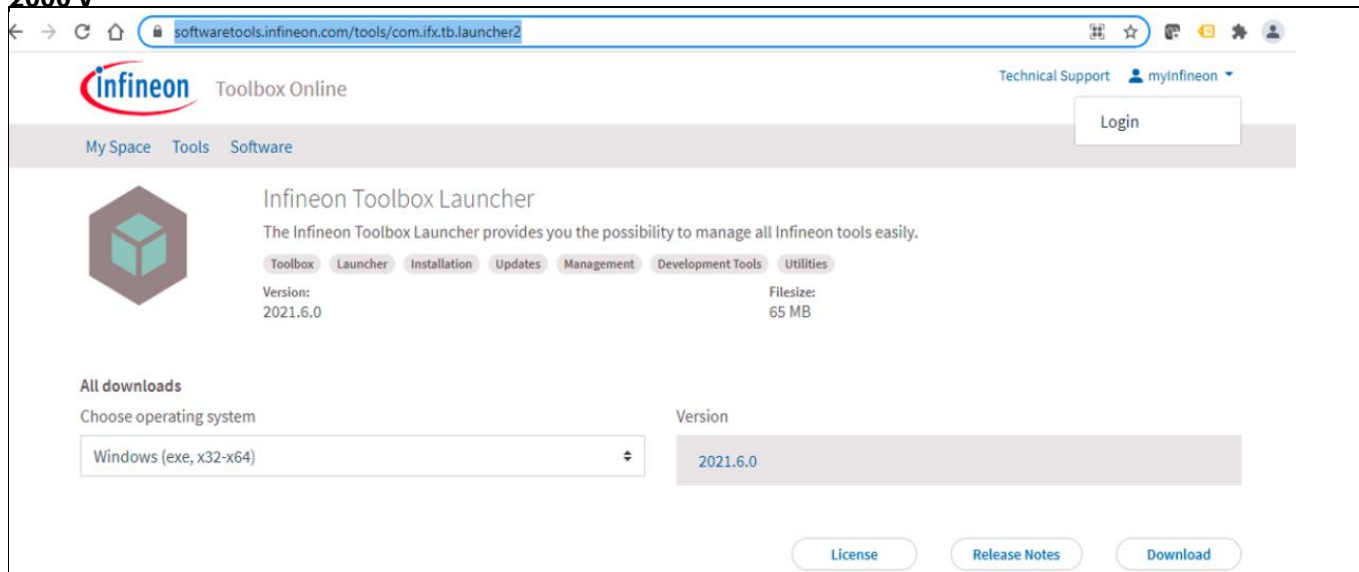 2000 V
softwaretools.infineon.com/tools/com.ifx.tb.launcher2
infineon Toolbox Online
Technical Support myInfineon
Login
My Space Tools Software
Infineon Toolbox Launcher
The Infineon Toolbox Launcher provides you the possibility to manage all Infineon tools easily.
Toolbox Launcher Installation Updates Management Development Tools Utilities
Version: Filesize:
2021.6.0 65 MB
All downloads
Choose operating system Version
Windows (exe, x32-x64) 2021.6.0
License Release Notes Download